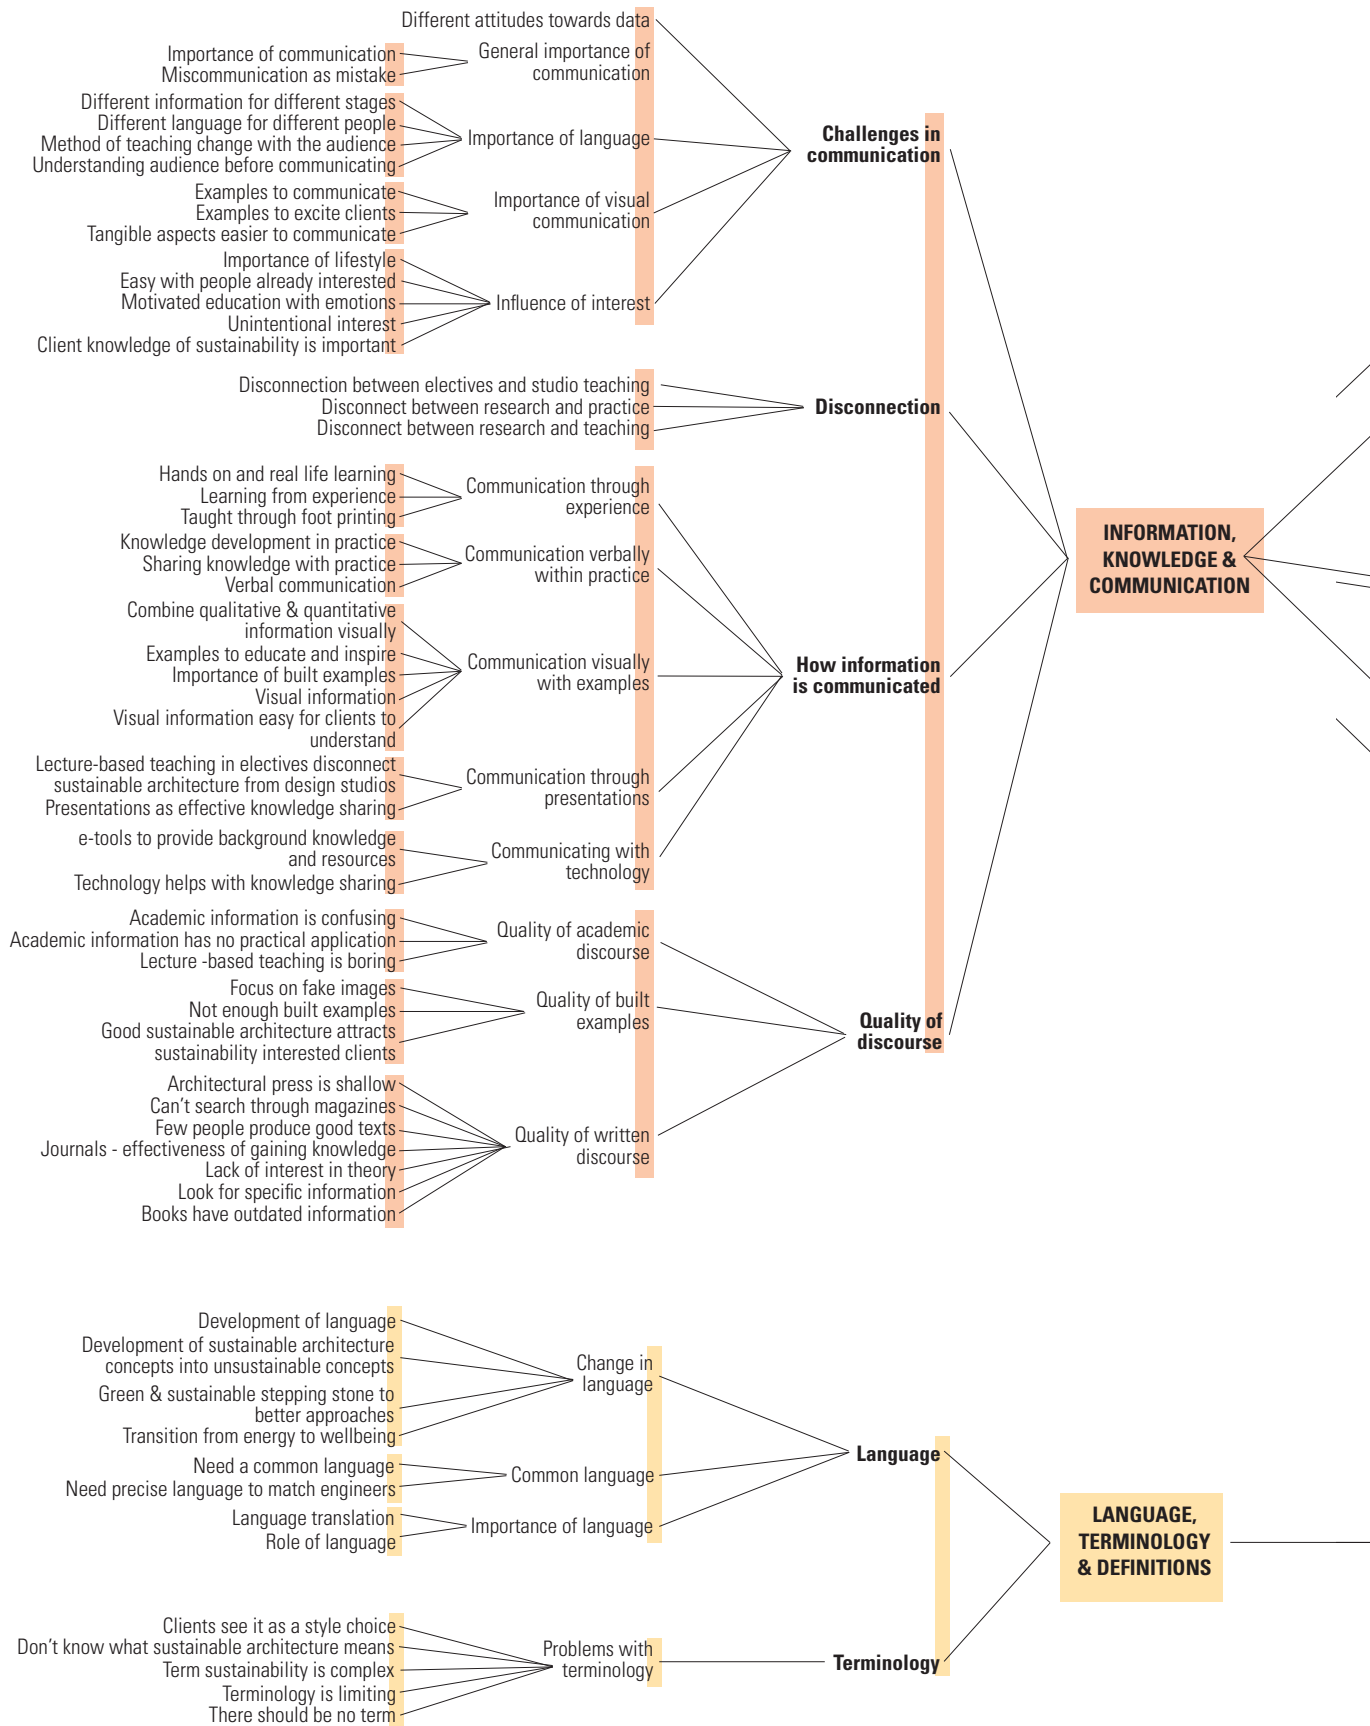 Different attitudes towards data
Importance of communication
Miscommunication as mistake
General importance of
communication
Different information for different stages
Different language for different people
Method of teaching change with the audience
Understanding audience before communicating
Importance of language
Examples to communicate
Examples to excite clients
Tangible aspects easier to communicate
Importance of visual
communication
Importance of lifestyle
Easy with people already interested
Motivated education with emotions
Unintentional interest
Client knowledge of sustainability is important
Influence of interest
Challenges in
communication
Disconnection between electives and studio teaching
Disconnect between research and practice
Disconnect between research and teaching
Disconnection
Hands on and real life learning
Learning from experience
Taught through foot printing
Communication through
experience
Knowledge development in practice
Sharing knowledge with practice
Verbal communication
Communication verbally
within practice
Combine qualitative & quantitative
information visually
Examples to educate and inspire
Importance of built examples
Visual information
Visual information easy for clients to
understand
Communication visually
with examples
Lecture-based teaching in electives disconnect
sustainable architecture from design studios
Presentations as effective knowledge sharing
Communication through
presentations
e-tools to provide background knowledge
and resources
Technology helps with knowledge sharing
Communicating with
technology
How information
is communicated
Academic information is confusing
Academic information has no practical application
Lecture -based teaching is boring
Quality of academic
discourse
Focus on fake images
Not enough built examples
Good sustainable architecture attracts
sustainability interested clients
Quality of built
examples
Architectural press is shallow
Can't search through magazines
Few people produce good texts
Journals - effectiveness of gaining knowledge
Lack of interest in theory
Look for specific information
Books have outdated information
Quality of written
discourse
Quality of
discourse
INFORMATION,
KNOWLEDGE &
COMMUNICATION
Development of language
Development of sustainable architecture
concepts into unsustainable concepts
Green & sustainable stepping stone to
better approaches
Transition from energy to wellbeing
Change in
language
Need a common language
Need precise language to match engineers
Common language
Language translation
Role of language
Importance of language
Language
Clients see it as a style choice
Don't know what sustainable architecture means
Term sustainability is complex
Terminology is limiting
There should be no term
Problems with
terminology
Terminology
LANGUAGE,
TERMINOLOGY
& DEFINITIONS